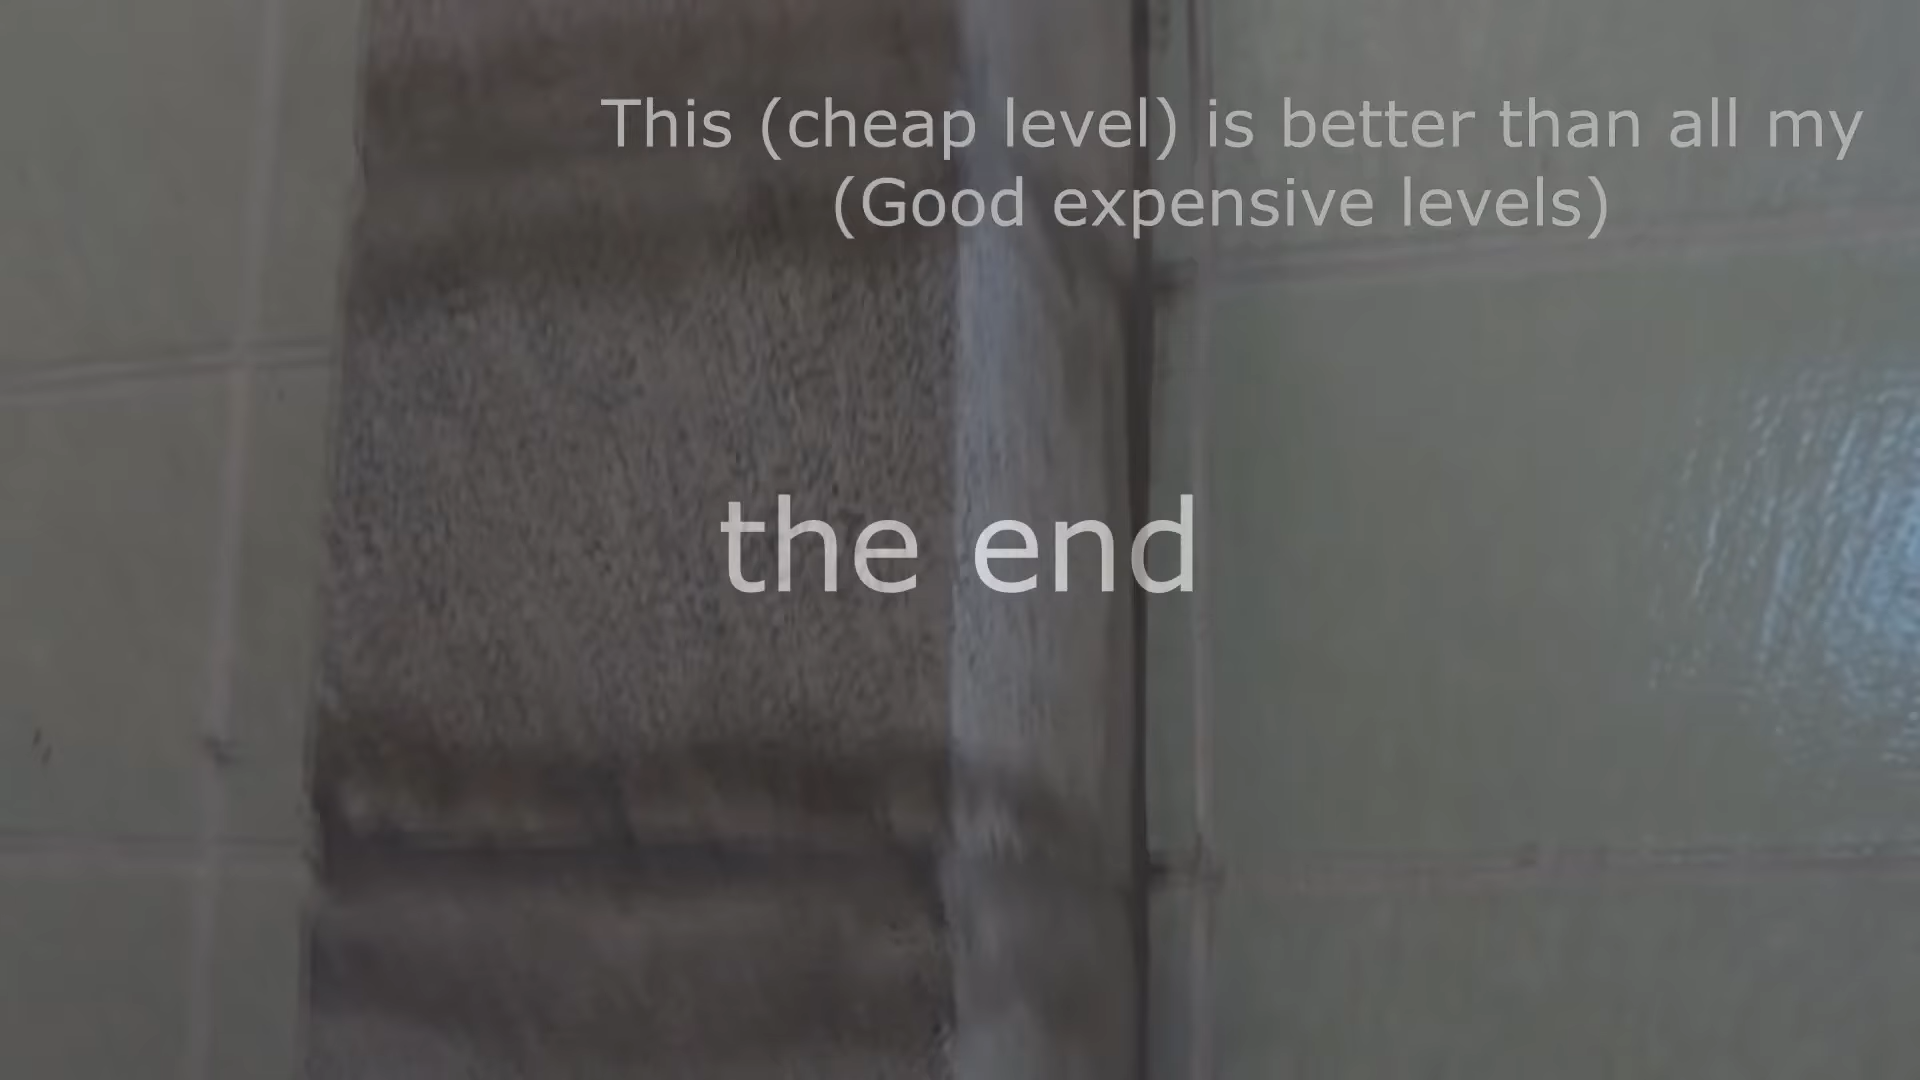 This (cheap level) is better than all my
(Good expensive levels)
the end